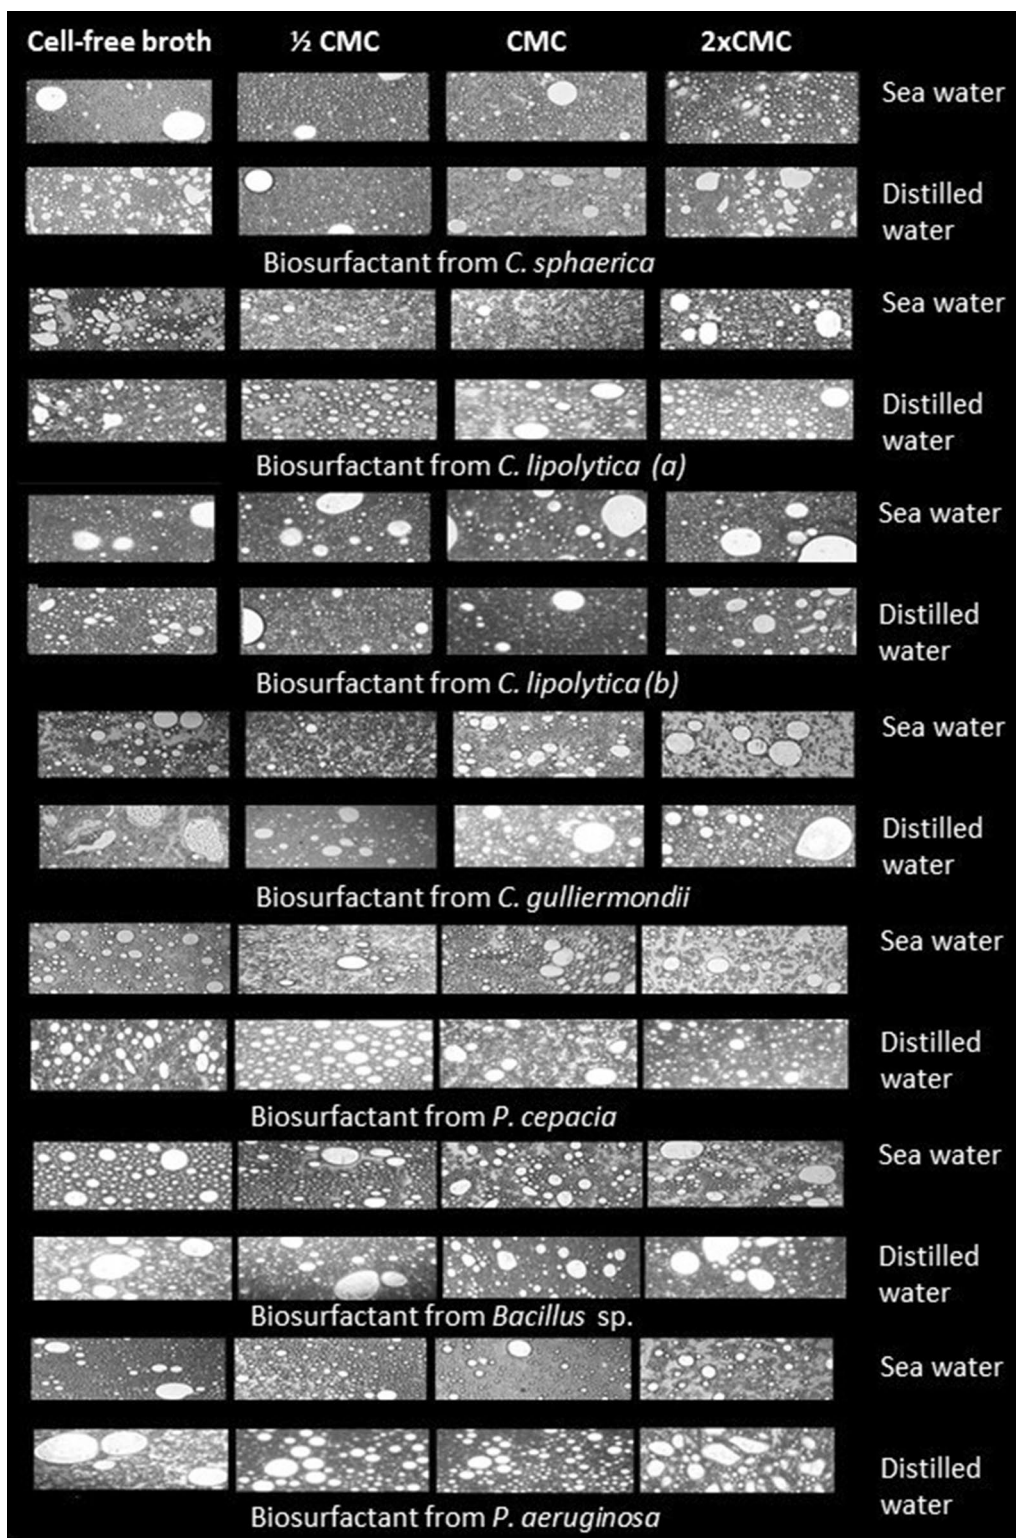 Cell-free broth ½ CMC CMC 2xCMC
Sea water
Distilled
water
Biosurfactant from C. sphaerica
Sea water
Distilled
water
Biosurfactant from C. lipolytica (a)
Sea water
Distilled
water
Biosurfactant from C. lipolytica (b)
Sea water
Distilled
water
Biosurfactant from C. gulliermondii
Sea water
Distilled
water
Biosurfactant from P. cepacia
Sea water
Distilled
water
Biosurfactant from Bacillus sp.
Sea water
Distilled
water
Biosurfactant from P. aeruginosa